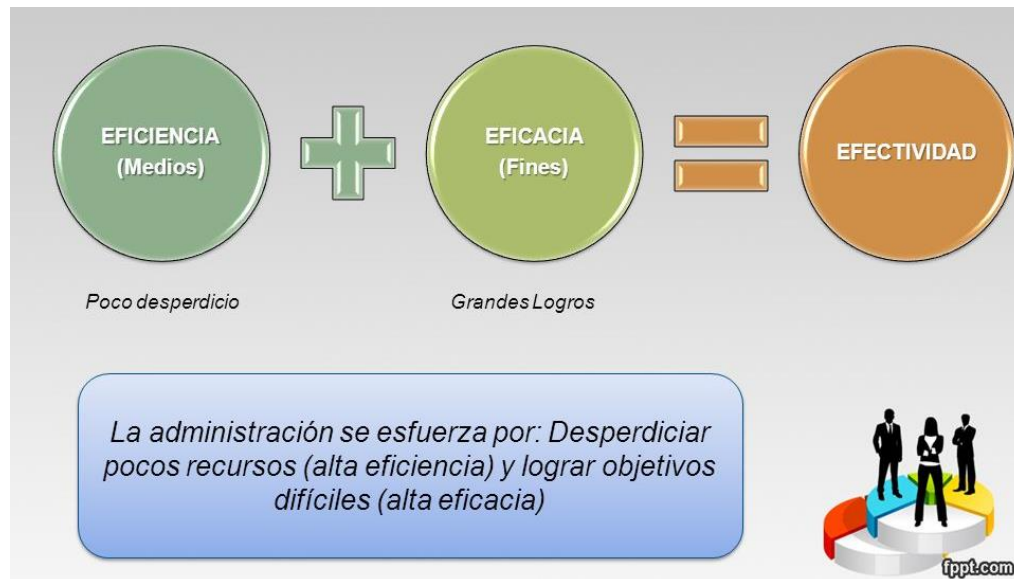 EFICIENCIA
(Medios)
EFICACIA
(Fines)
EFECTIVIDAD
Poco desperdicio
Grandes Logros
La administración se esfuerza por: Desperdiciar
pocos recursos (alta eficiencia) y lograr objetivos
difíciles (alta eficacia)
fppt.com